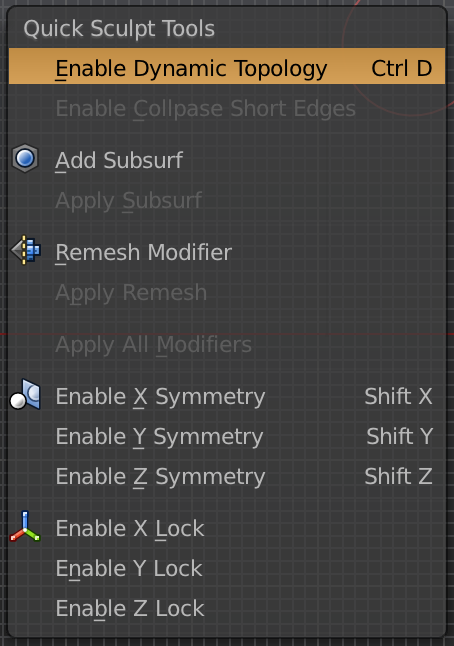 Quick Sculpt Tools
Enable Dynamic Topology Ctrl D
Enable Collpase Short Edges
Add Subsurf
Apply Subsurf
Remesh Modifier
Apply Remesh
Apply All Modifiers
Enable X Symmetry Shift X
Enable Y Symmetry Shift Y
Enable Z Symmetry Shift Z
Enable X Lock
Enable Y Lock
Enable Z Lock